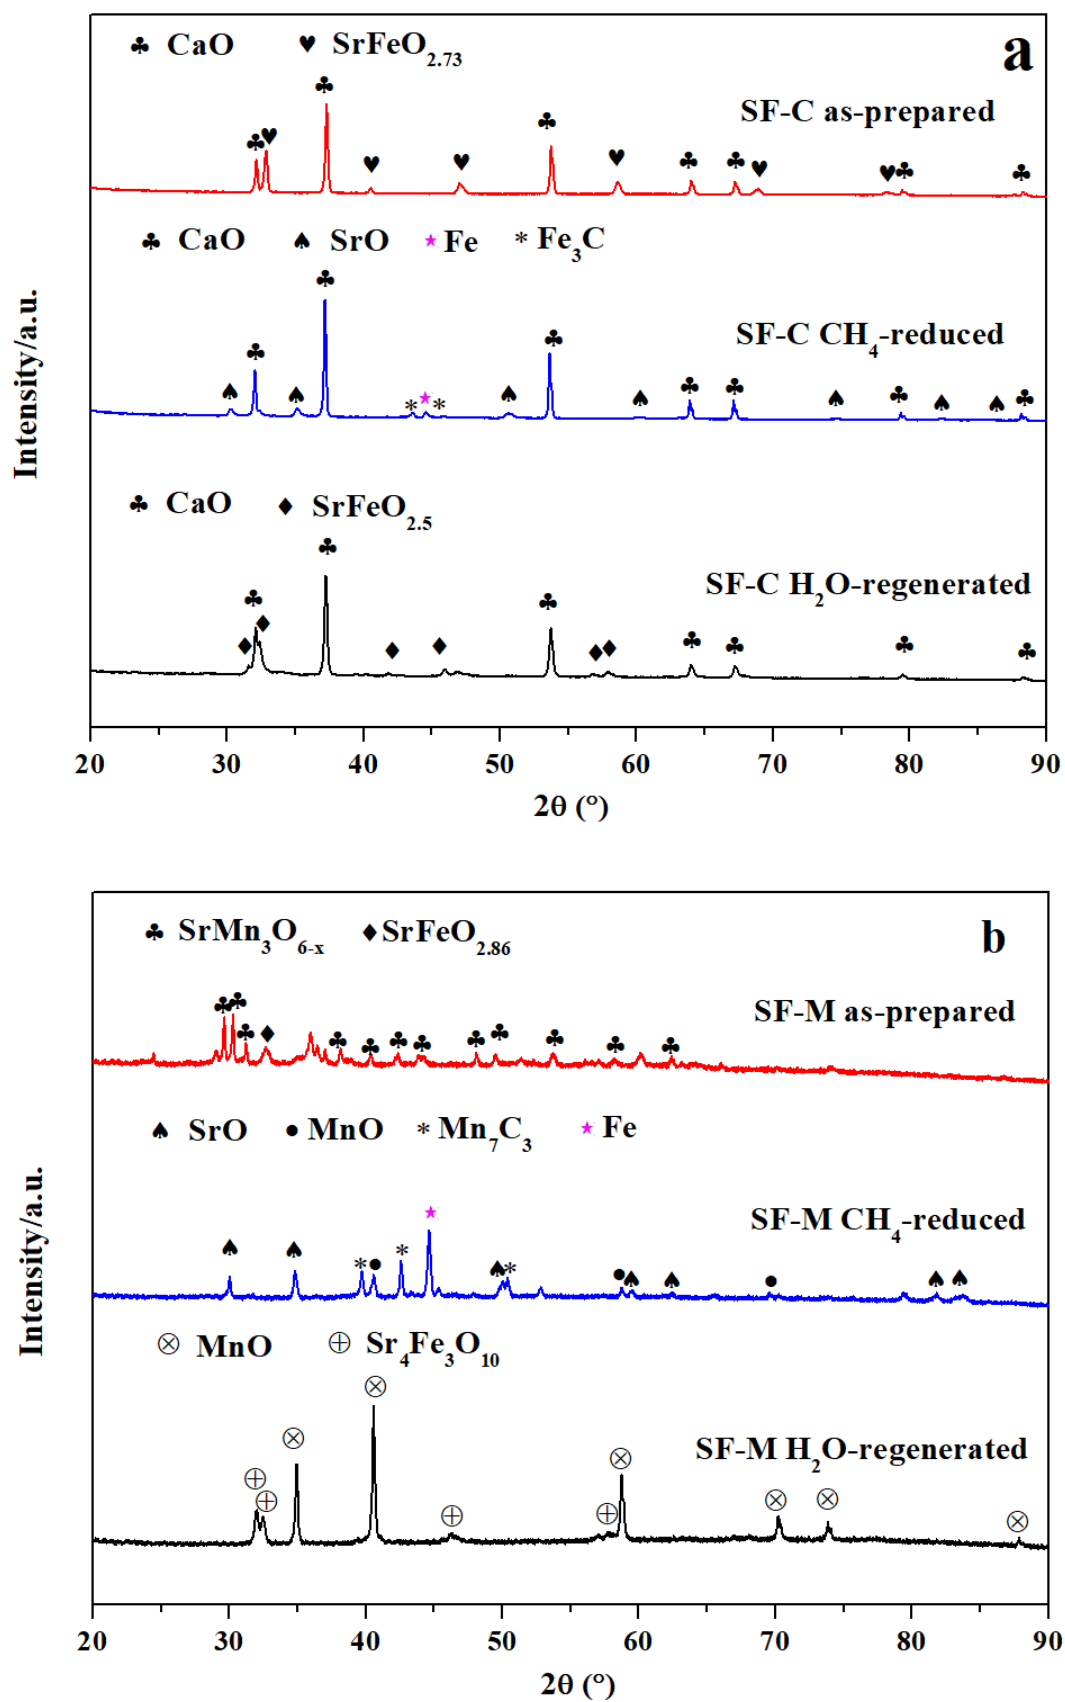 ♣ CaO ♥ SrFeO2.73 a
SF-C as-prepared
♣ CaO ♠ SrO ★ Fe * Fe3C
SF-C CH4-reduced
♣ CaO ♦ SrFeO2.5
SF-C H2O-regenerated
Intensity/a.u.
20 30 40 50 60 70 80 90
2θ (°)
♣ SrMn3O6-x ♦ SrFeO2.86 b
SF-M as-prepared
♠ SrO ● MnO * Mn7C3 ★ Fe
SF-M CH4-reduced
⊗ MnO ⊕ Sr4Fe3O10
SF-M H2O-regenerated
Intensity/a.u.
20 30 40 50 60 70 80 90
2θ (°)